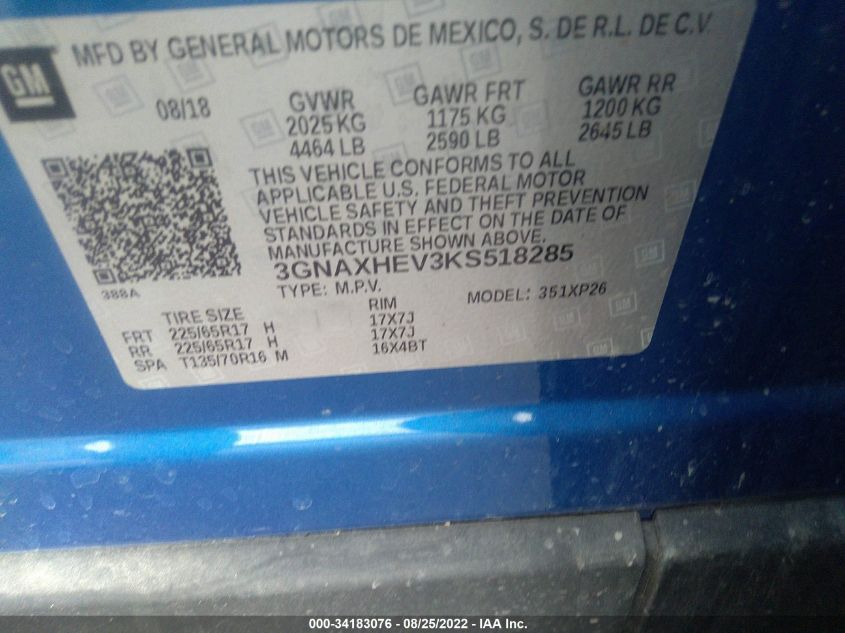 GM
MFD BY GENERAL MOTORS DE MEXICO, S. DE R.L. DE C.V
08/18
GVWR
2025 KG
4464 LB
GAWR FRT
1175 KG
2590 LB
GAWR RR
1200 KG
2645 LB
THIS VEHICLE CONFORMS TO ALL
APPLICABLE U.S. FEDERAL MOTOR
VEHICLE SAFETY AND THEFT PREVENTION
STANDARDS IN EFFECT ON THE DATE OF
MANUFACTURE SHOWN ABOVE.
3GNAXHEV3KS518285
388A
TYPE: M.P.V.
MODEL: 351XP26
TIRE SIZE RIM
FRT 225/65R17 H 17X7J
RR 225/65R17 H 17X7J
SPA T135/70R16 M 16X4BT
000-34183076 - 08/25/2022 - IAA Inc.